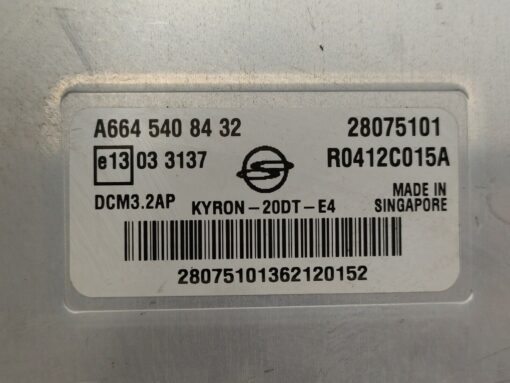 A664 540 84 32 28075101
e13 03 3137 R0412C015A
DCM3.2AP KYRON-20DT-E4 MADE IN
SINGAPORE
28075101362120152